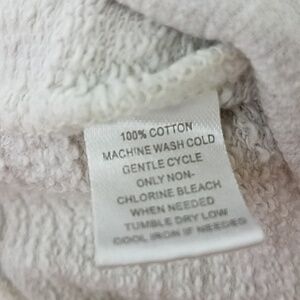 100% COTTON
MACHINE WASH COLD
GENTLE CYCLE
ONLY NON-
CHLORINE BLEACH
WHEN NEEDED
TUMBLE DRY LOW
COOL IRON IF NEEDED